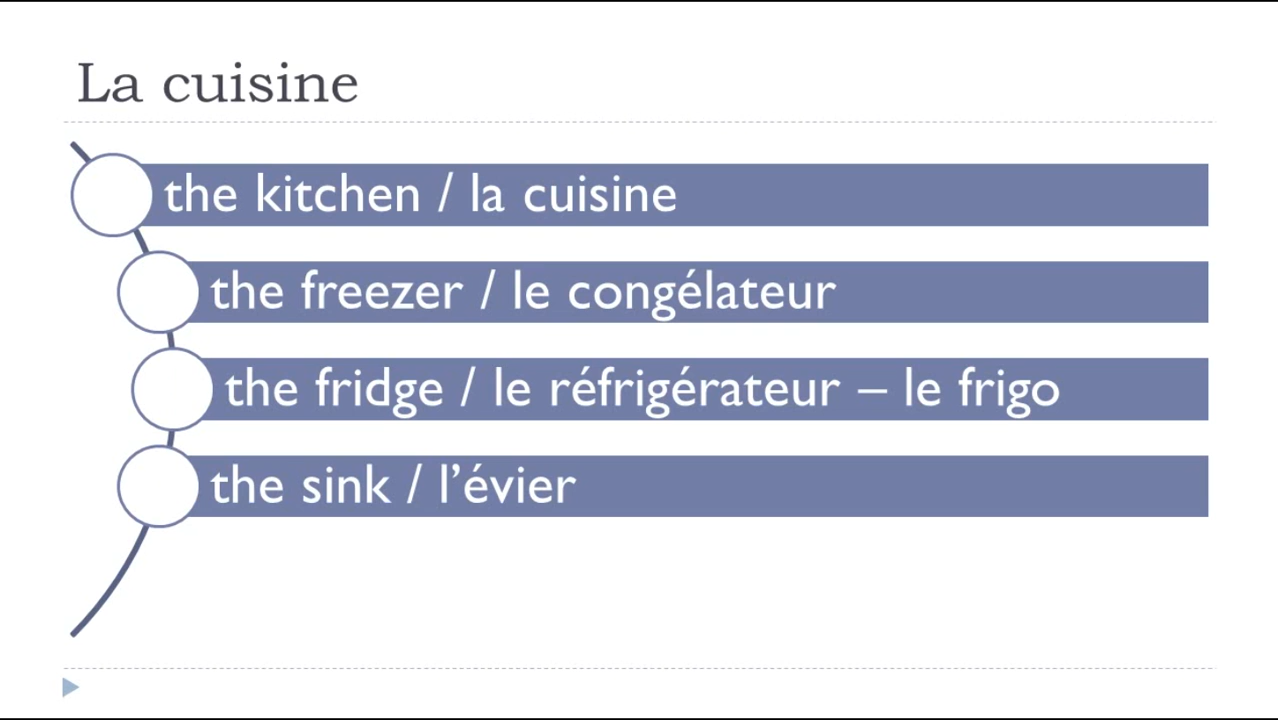 La cuisine
the kitchen / la cuisine
the freezer / le congélateur
the fridge / le réfrigérateur – le frigo
the sink / l’évier